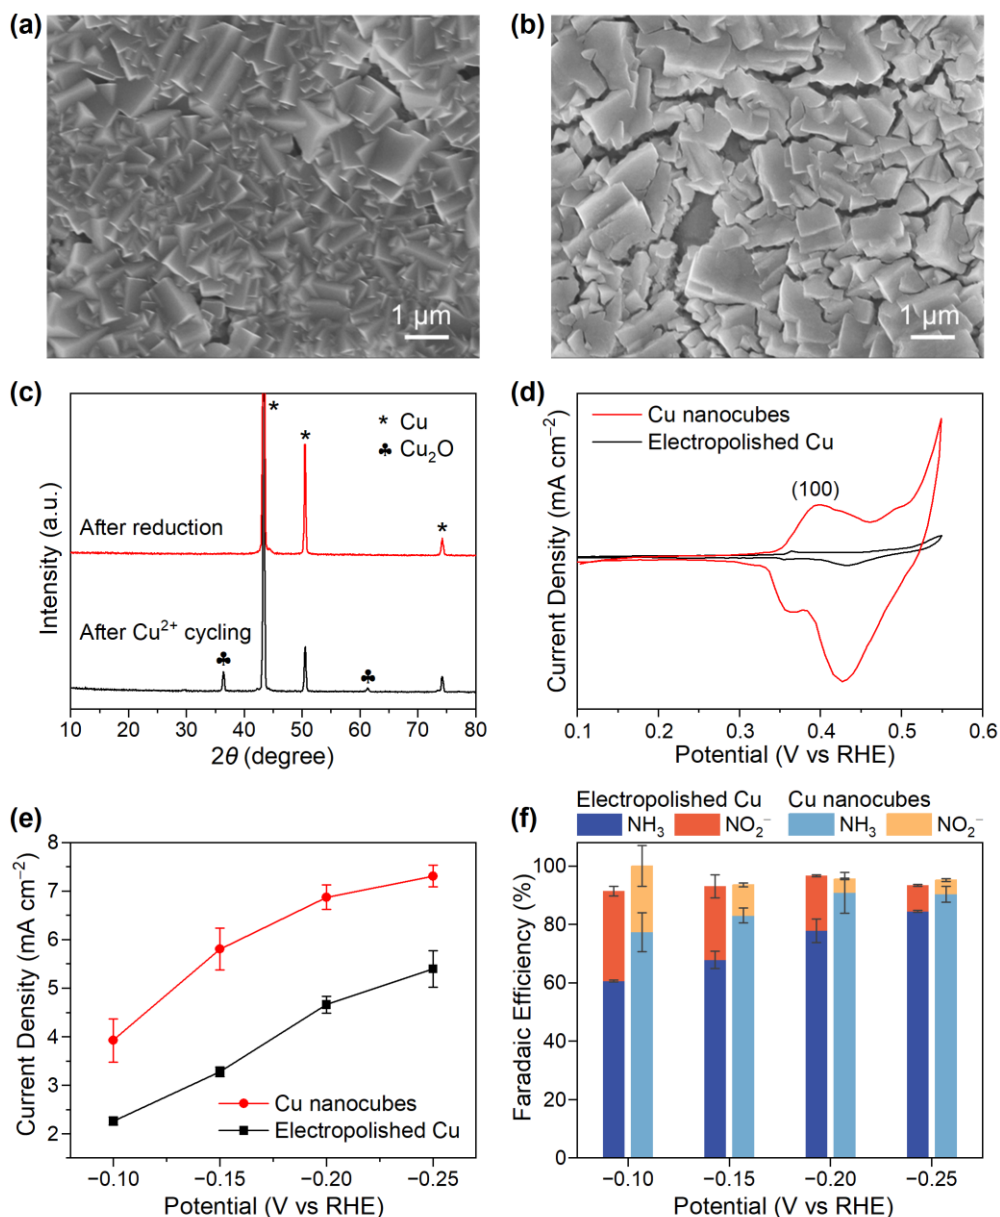 (a)
1 μm
(b)
1 μm
(c)
* Cu
♣ Cu₂O
*
*
*
After reduction
After Cu²⁺ cycling
♣
♣
Intensity (a.u.)
10 20 30 40 50 60 70 80
2θ (degree)
(d)
Cu nanocubes
Electropolished Cu
(100)
Current Density (mA cm⁻²)
0.1 0.2 0.3 0.4 0.5 0.6
Potential (V vs RHE)
(e)
8
7
6
5
4
3
2
Current Density (mA cm⁻²)
Cu nanocubes
Electropolished Cu
−0.10 −0.15 −0.20 −0.25
Potential (V vs RHE)
(f)
Electropolished Cu Cu nanocubes
NH₃ NO₂⁻ NH₃ NO₂⁻
100
80
60
40
20
0
Faradaic Efficiency (%)
−0.10 −0.15 −0.20 −0.25
Potential (V vs RHE)